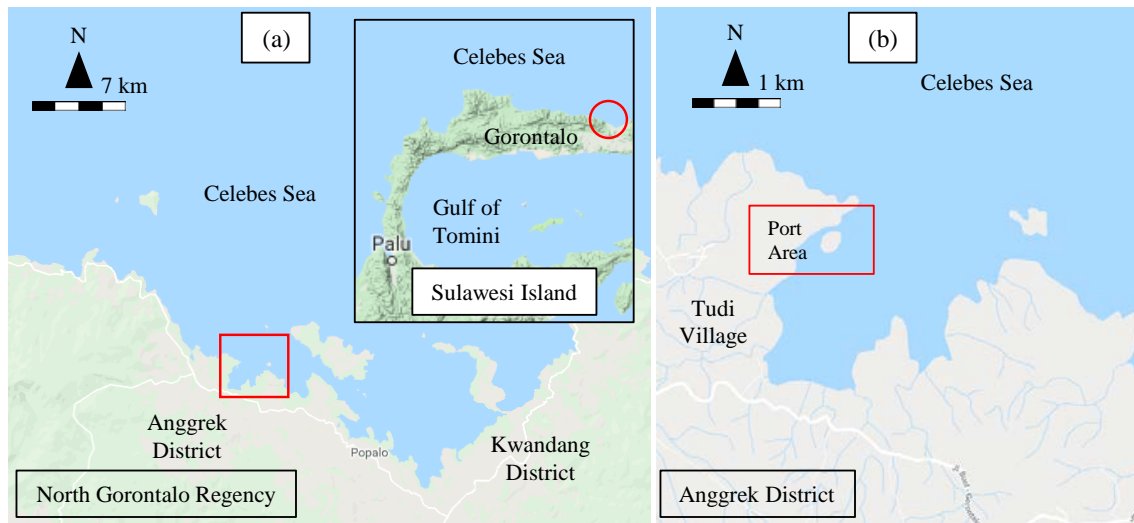 (a)
N
7 km
Celebes Sea
Gorontalo
Celebes Sea
Gulf of
Tomini
Palu
Sulawesi Island
Anggrek
District
Popalo
Kwandang
District
North Gorontalo Regency
(b)
N
1 km
Celebes Sea
Port
Area
Tudi
Village
Anggrek District